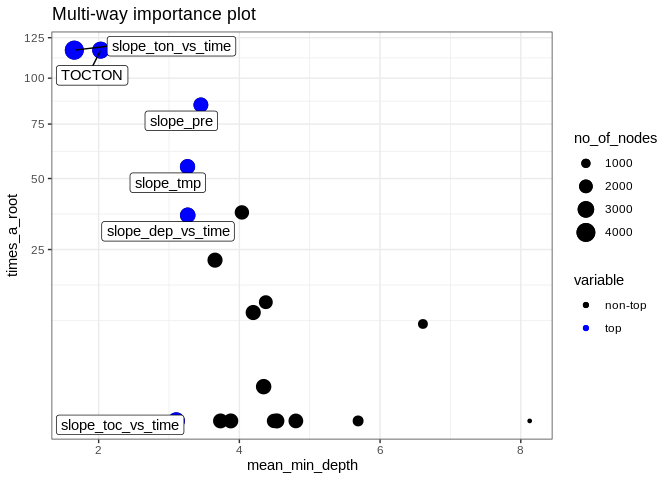 Multi-way importance plot
125
100
75
50
25
times_a_root
slope_ton_vs_time
TOCTON
slope_pre
slope_tmp
slope_dep_vs_time
slope_toc_vs_time
2
4
6
8
mean_min_depth
no_of_nodes
1000
2000
3000
4000
variable
non-top
top